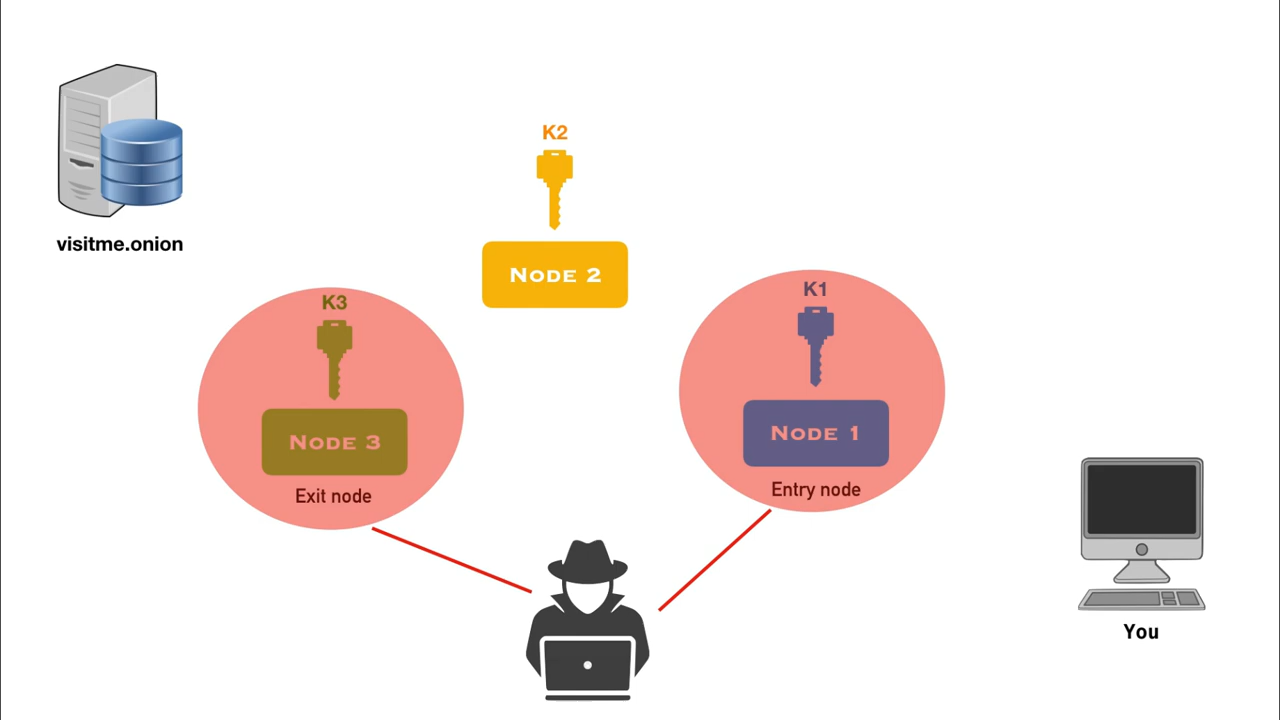 visitme.onion
K2
NODE 2
K3
NODE 3
Exit node
K1
NODE 1
Entry node
You